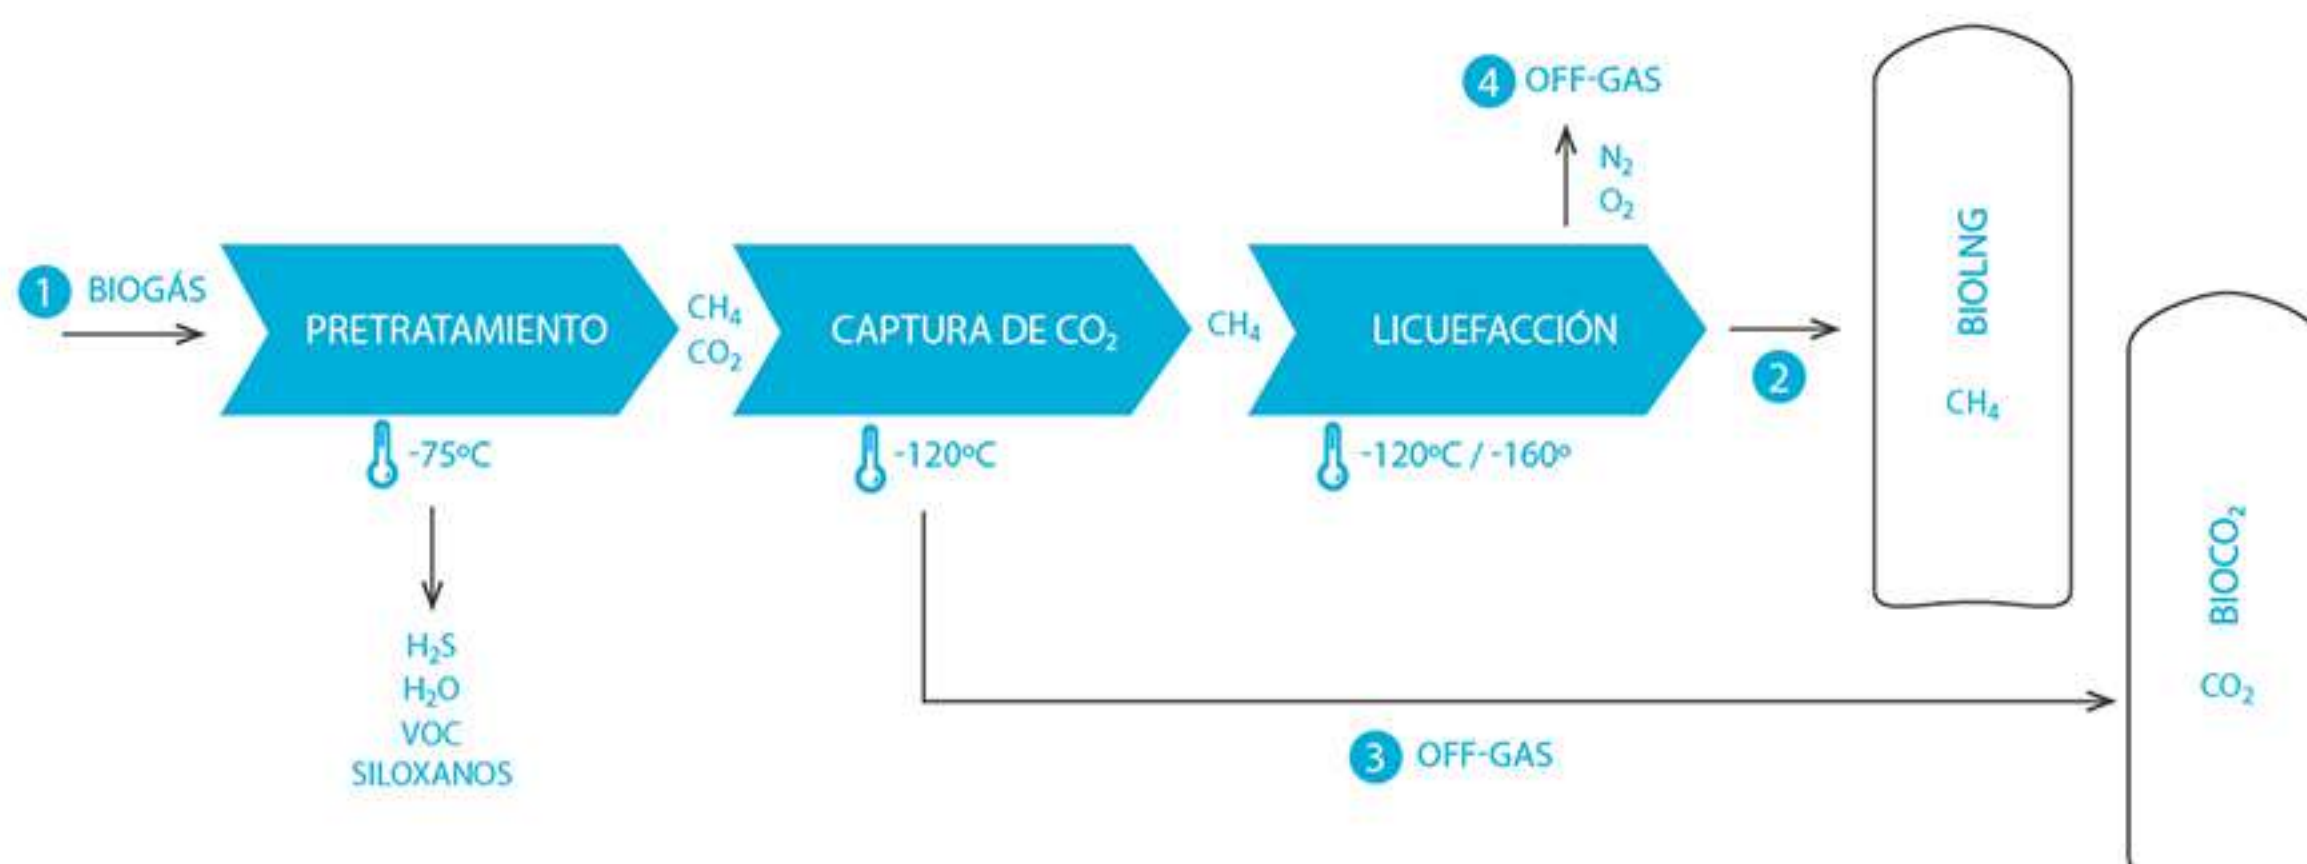 1 BIOGÁS
PRETRATAMIENTO
-75ºC
H₂S
H₂O
VOC
SILOXANOS
CH₄
CO₂
CAPTURA DE CO₂
-120ºC
CH₄
LICUEFACCIÓN
-120ºC / -160º
4 OFF-GAS
N₂
O₂
2
BIOLNG
CH₄
3 OFF-GAS
BIOCO₂
CO₂